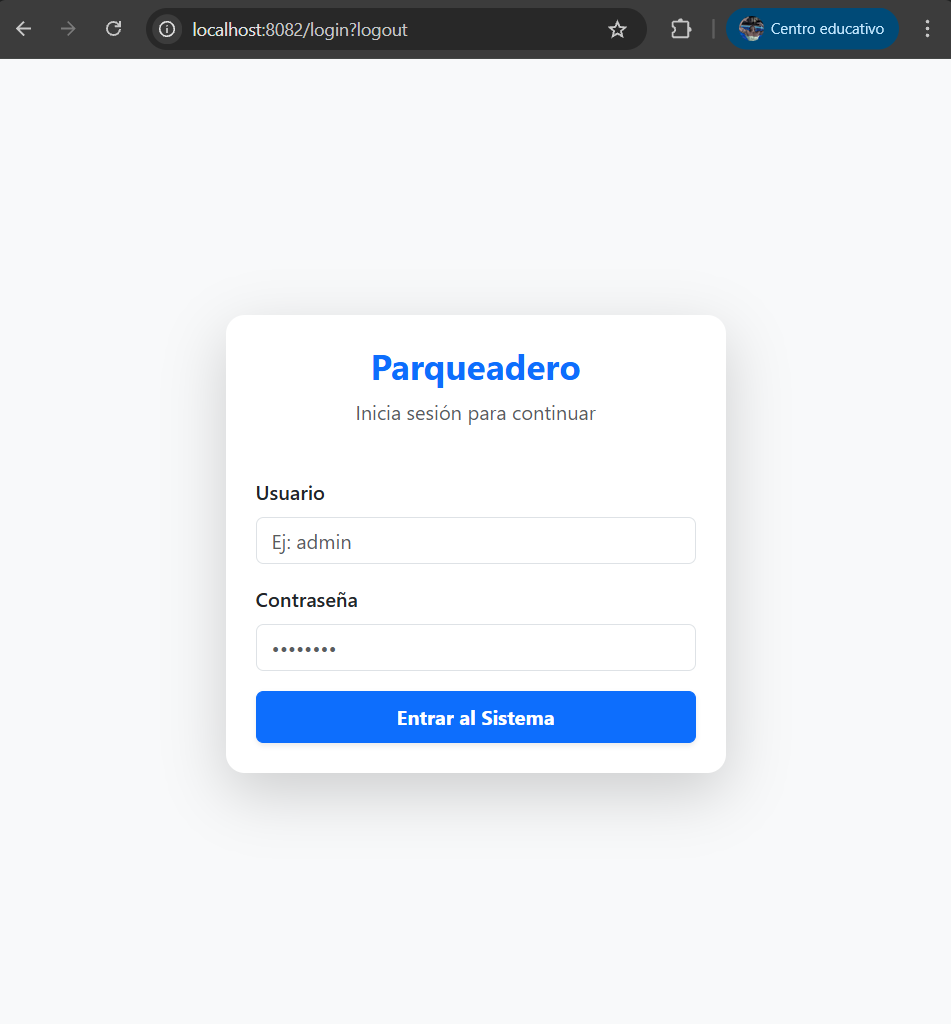 localhost:8082/login?logout
Centro educativo
Parqueadero
Inicia sesión para continuar
Usuario
Ej: admin
Contraseña
••••••••
Entrar al Sistema